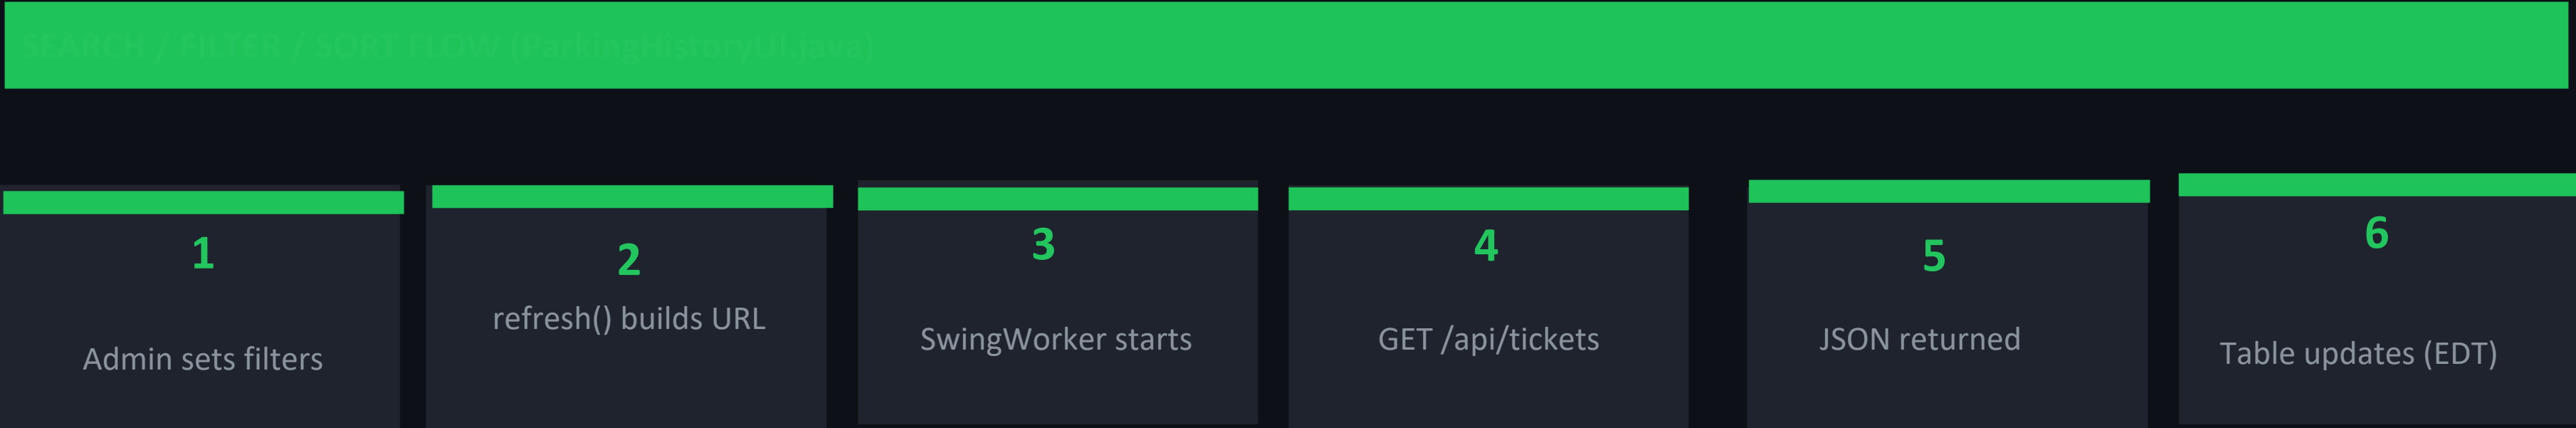 SEARCH / FILTER / SORT FLOW (ParkingHistoryUI.java)
1
Admin sets filters
2
refresh() builds URL
3
SwingWorker starts
4
GET /api/tickets
5
JSON returned
6
Table updates (EDT)